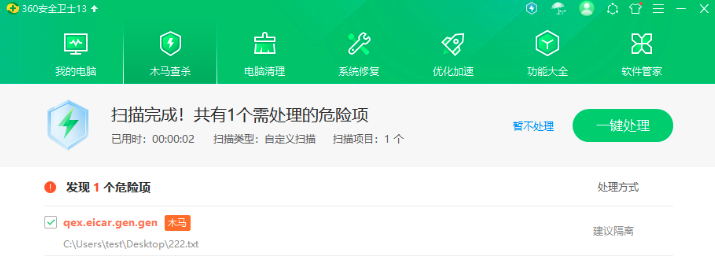 360安全卫士13
我的电脑 木马查杀 电脑清理 系统修复 优化加速 功能大全 软件管家
扫描完成！共有1个需处理的危险项
已用时：00:00:02 扫描类型：自定义扫描 扫描项目：1 个
暂不处理 一键处理
发现 1 个危险项 处理方式
qex.eicar.gen.gen 木马
C:\Users\test\Desktop\222.txt
建议隔离